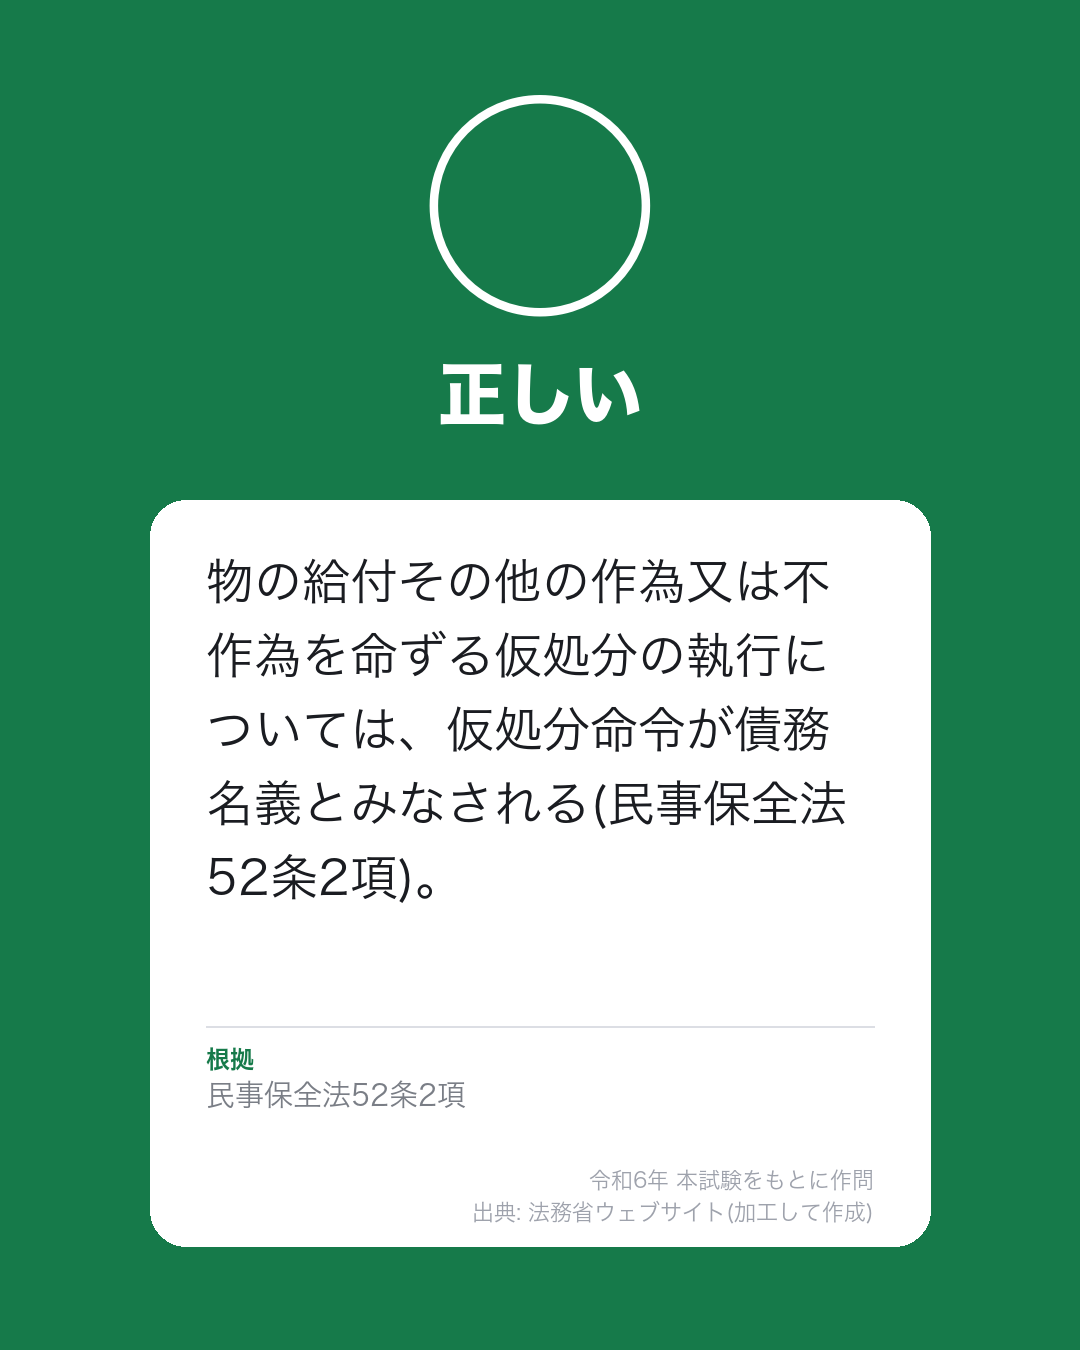 正しい
物の給付その他の作為又は不
作為を命ずる仮処分の執行に
ついては、仮処分命令が債務
名義とみなされる(民事保全法
52条2項)。
根拠
民事保全法52条2項
令和6年 本試験をもとに作問
出典: 法務省ウェブサイト(加工して作成)